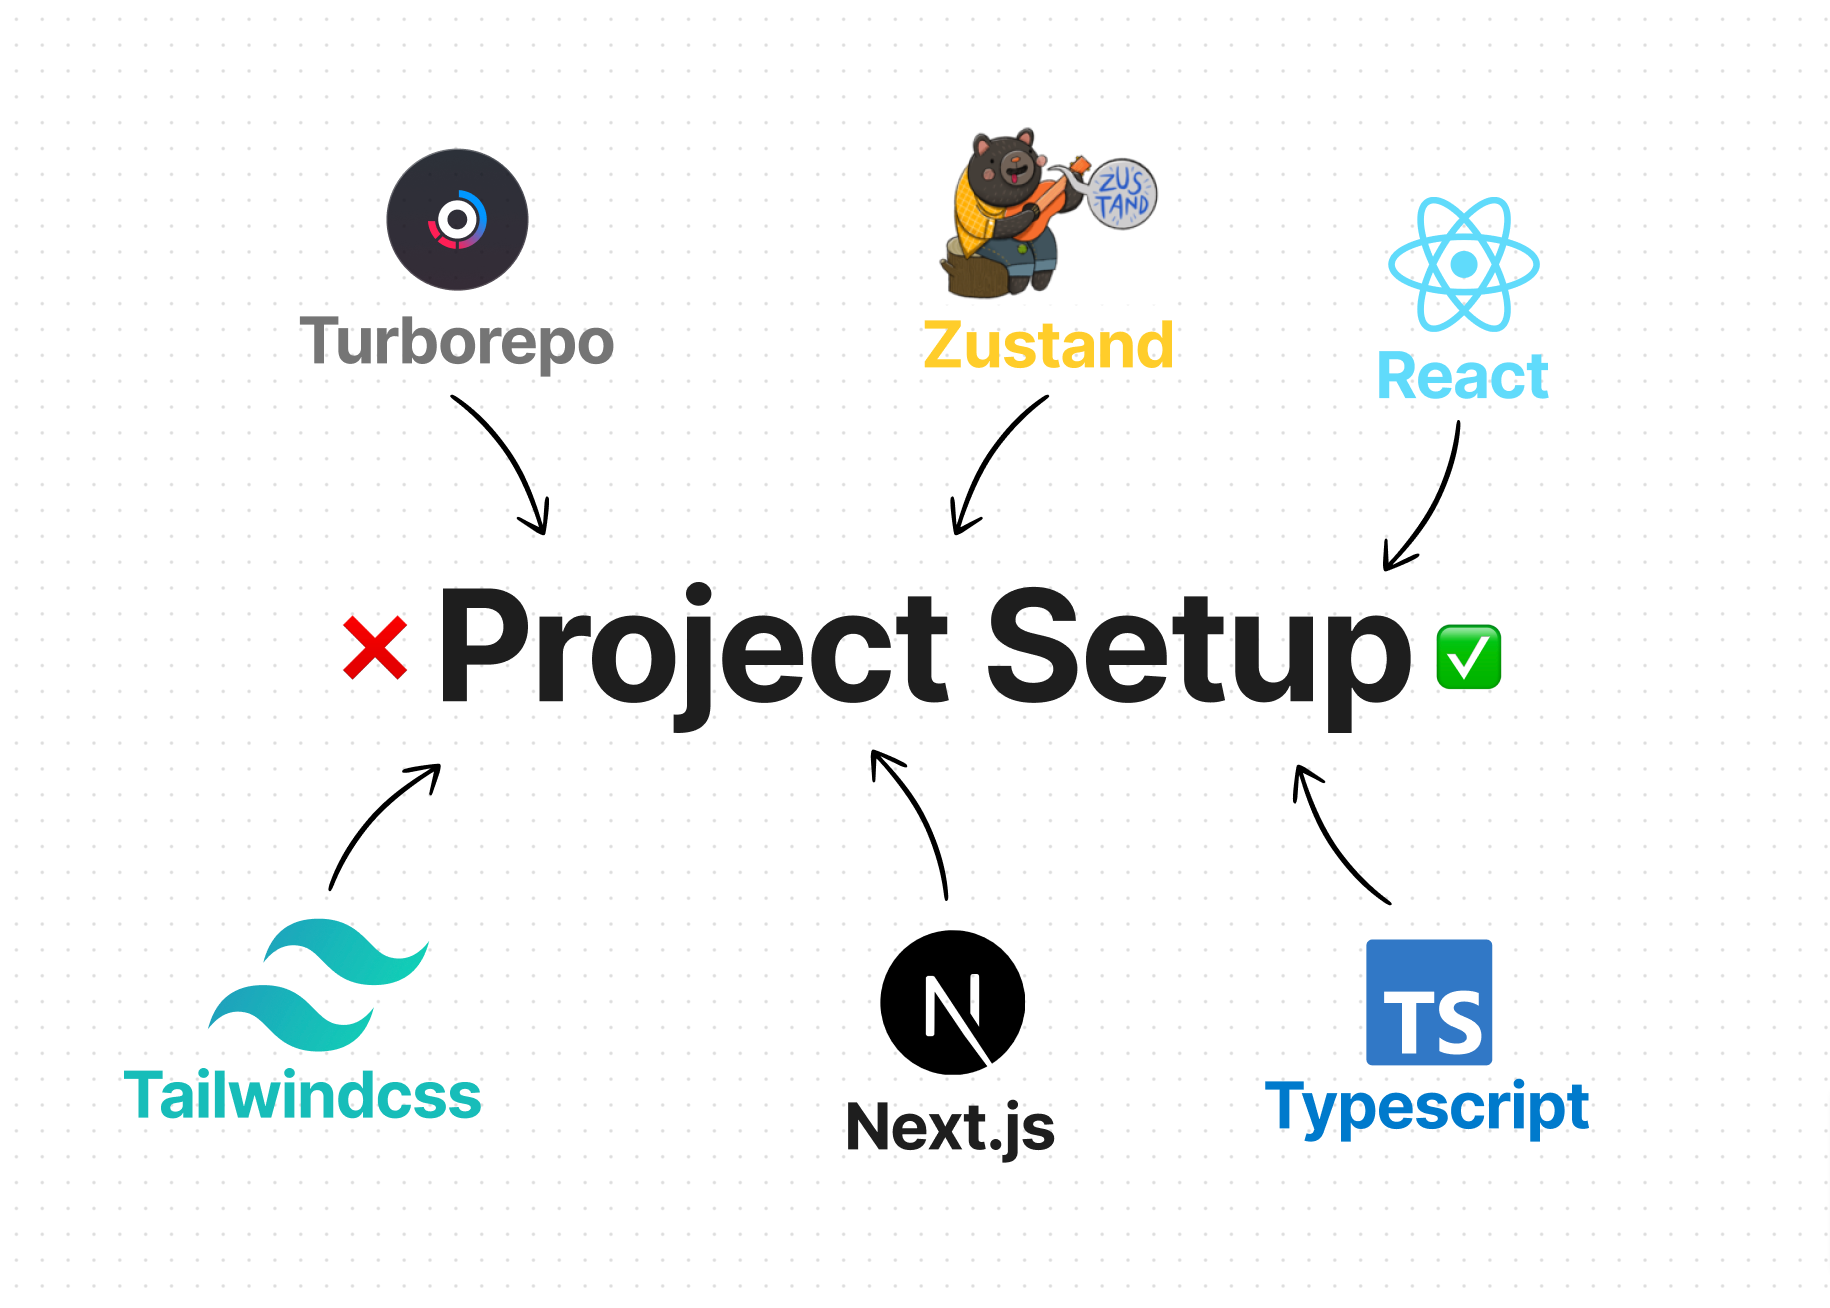 ZUS
TAND
Turborepo
Zustand
React
Project Setup
TS
Tailwindcss
Next.js
Typescript